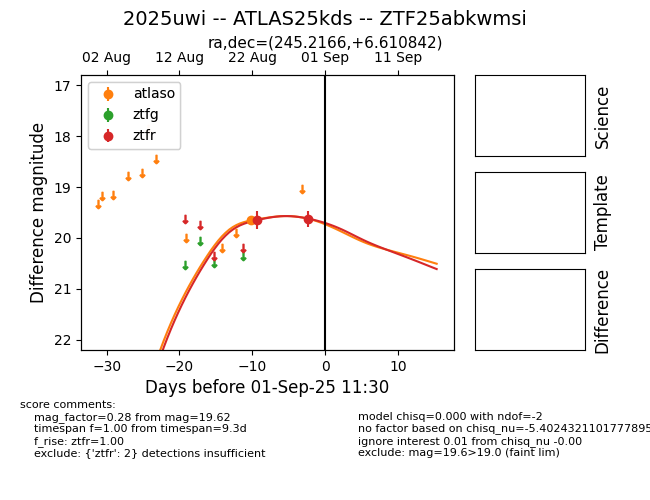 2025uwi -- ATLAS25kds -- ZTF25abkwmsi
ra,dec=(245.2166,+6.610842)
02 Aug 12 Aug 22 Aug 01 Sep 11 Sep
atlaso
ztfg
ztfr
17
18
19
20
21
22
Difference magnitude
−30 −20 −10 0 10
Days before 01-Sep-25 11:30
Science
Template
Difference
score comments:
mag_factor=0.28 from mag=19.62
timespan f=1.00 from timespan=9.3d
f_rise: ztfr=1.00
exclude: {'ztfr': 2} detections insufficient
model chisq=0.000 with ndof=-2
no factor based on chisq_nu=-5.4024321101777895
ignore interest 0.01 from chisq_nu -0.00
exclude: mag=19.6>19.0 (faint lim)